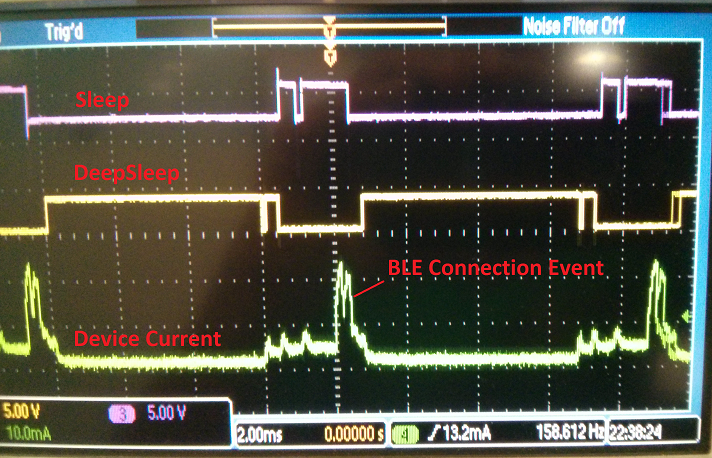 Trig'd
Noise Filter Off
Sleep
DeepSleep
BLE Connection Event
Device Current
5.00 V
3
5.00 V
10.0mA
2.00ms
0.00000 s
4
13.2mA
158.612 Hz
22:38:24